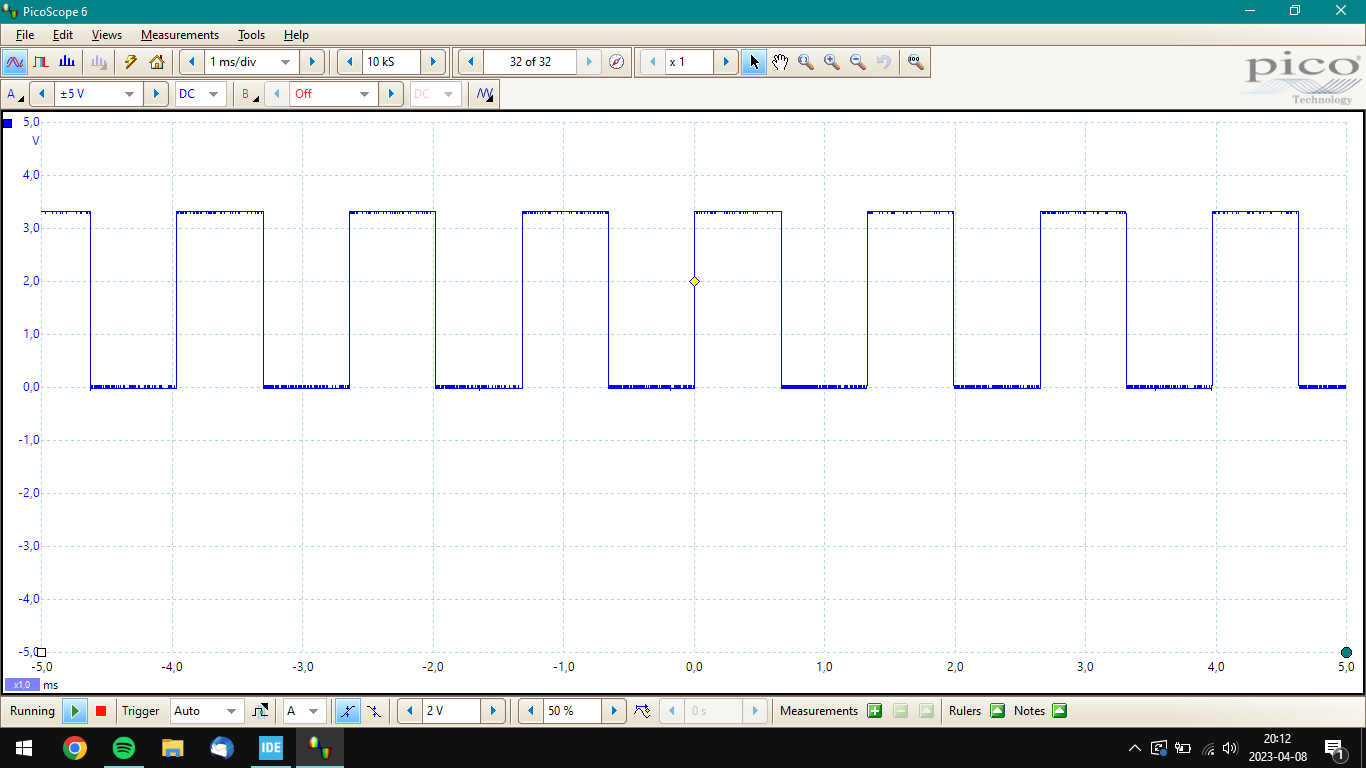 PicoScope 6
File Edit Views Measurements Tools Help
1 ms/div 10 kS 32 of 32 x 1
A ±5 V DC B Off DC
pico
Technology
5,0
V
4,0
3,0
2,0
1,0
0,0
-1,0
-2,0
-3,0
-4,0
-5,0
-5,0 -4,0 -3,0 -2,0 -1,0 0,0 1,0 2,0 3,0 4,0 5,0
x1,0 ms
Running Trigger Auto A 2 V 50 % 0 s Measurements Rulers Notes
IDE
20:12
2023-04-08
1